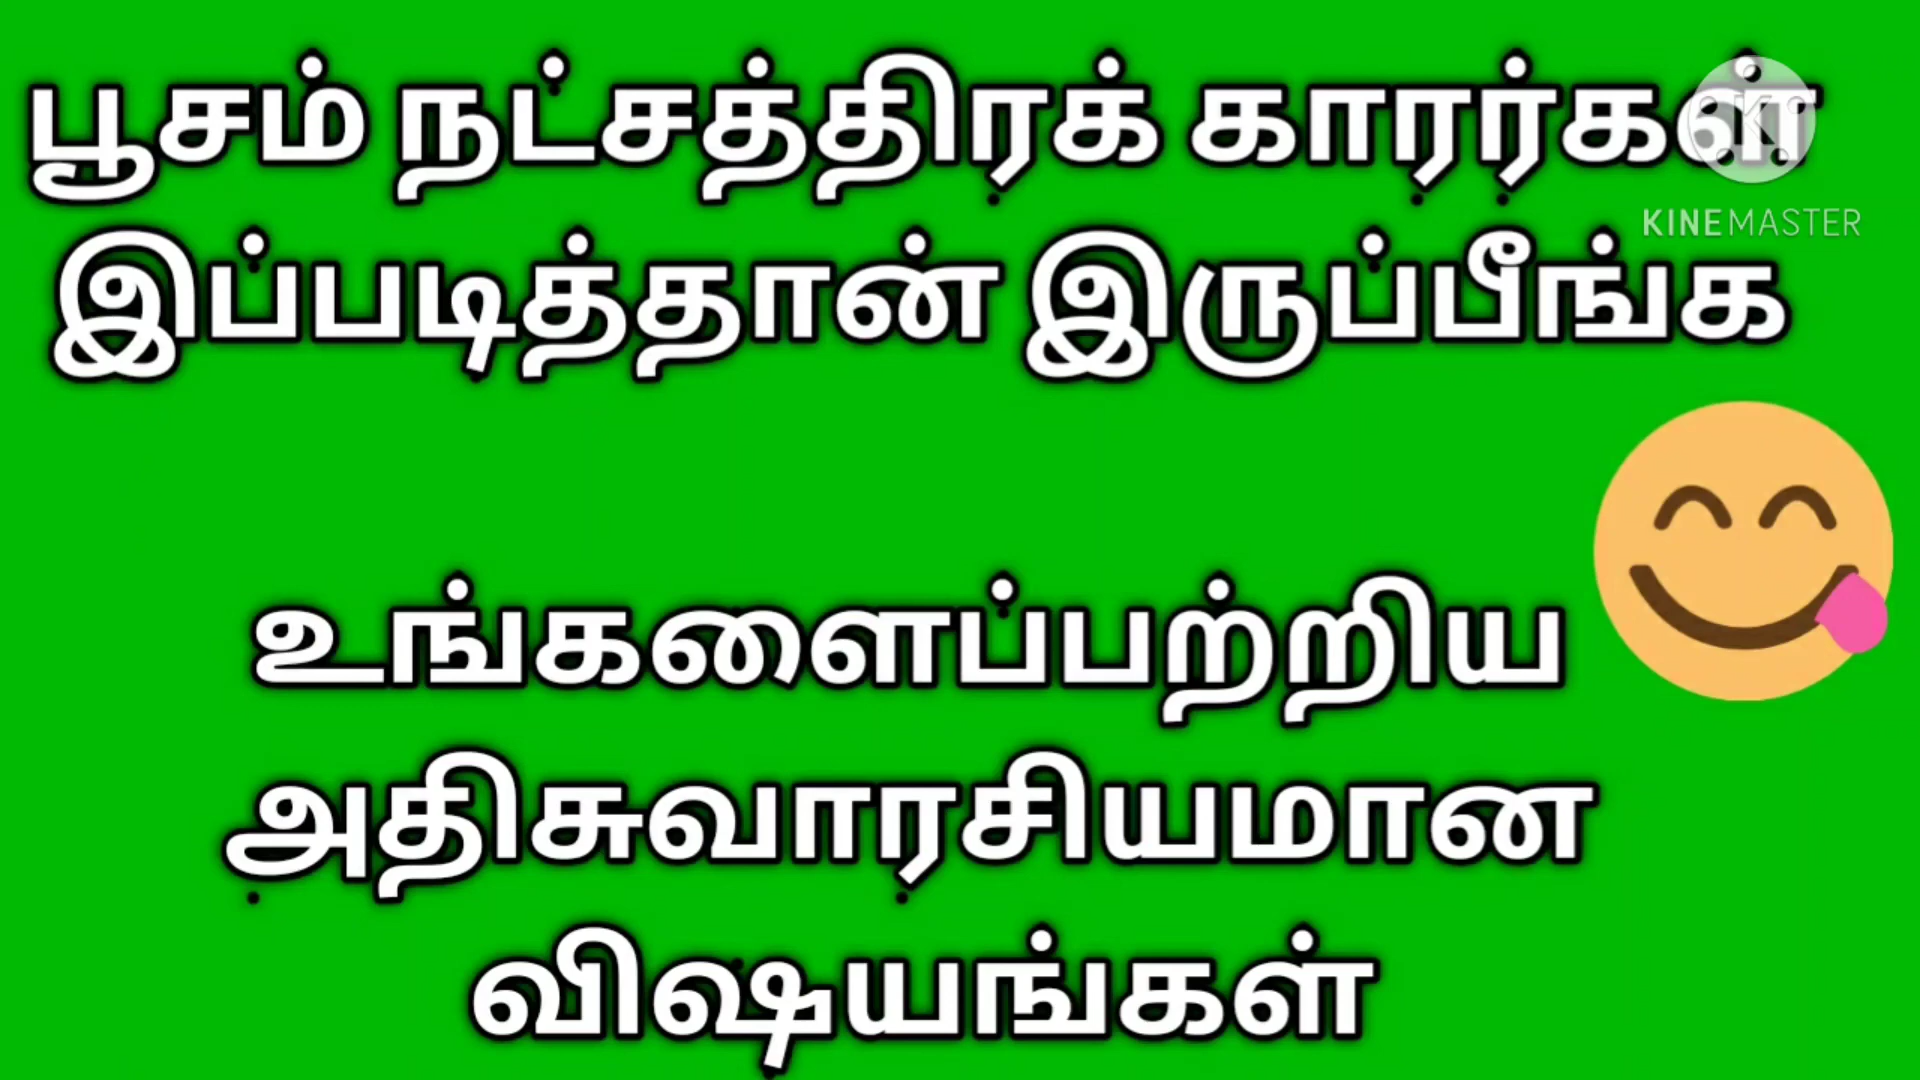 பூசம் நட்சத்திரக் காரர்கள்
KINEMASTER
இப்படித்தான் இருப்பீங்க
உங்களைப்பற்றிய
அதிசுவாரசியமான
விஷயங்கள்